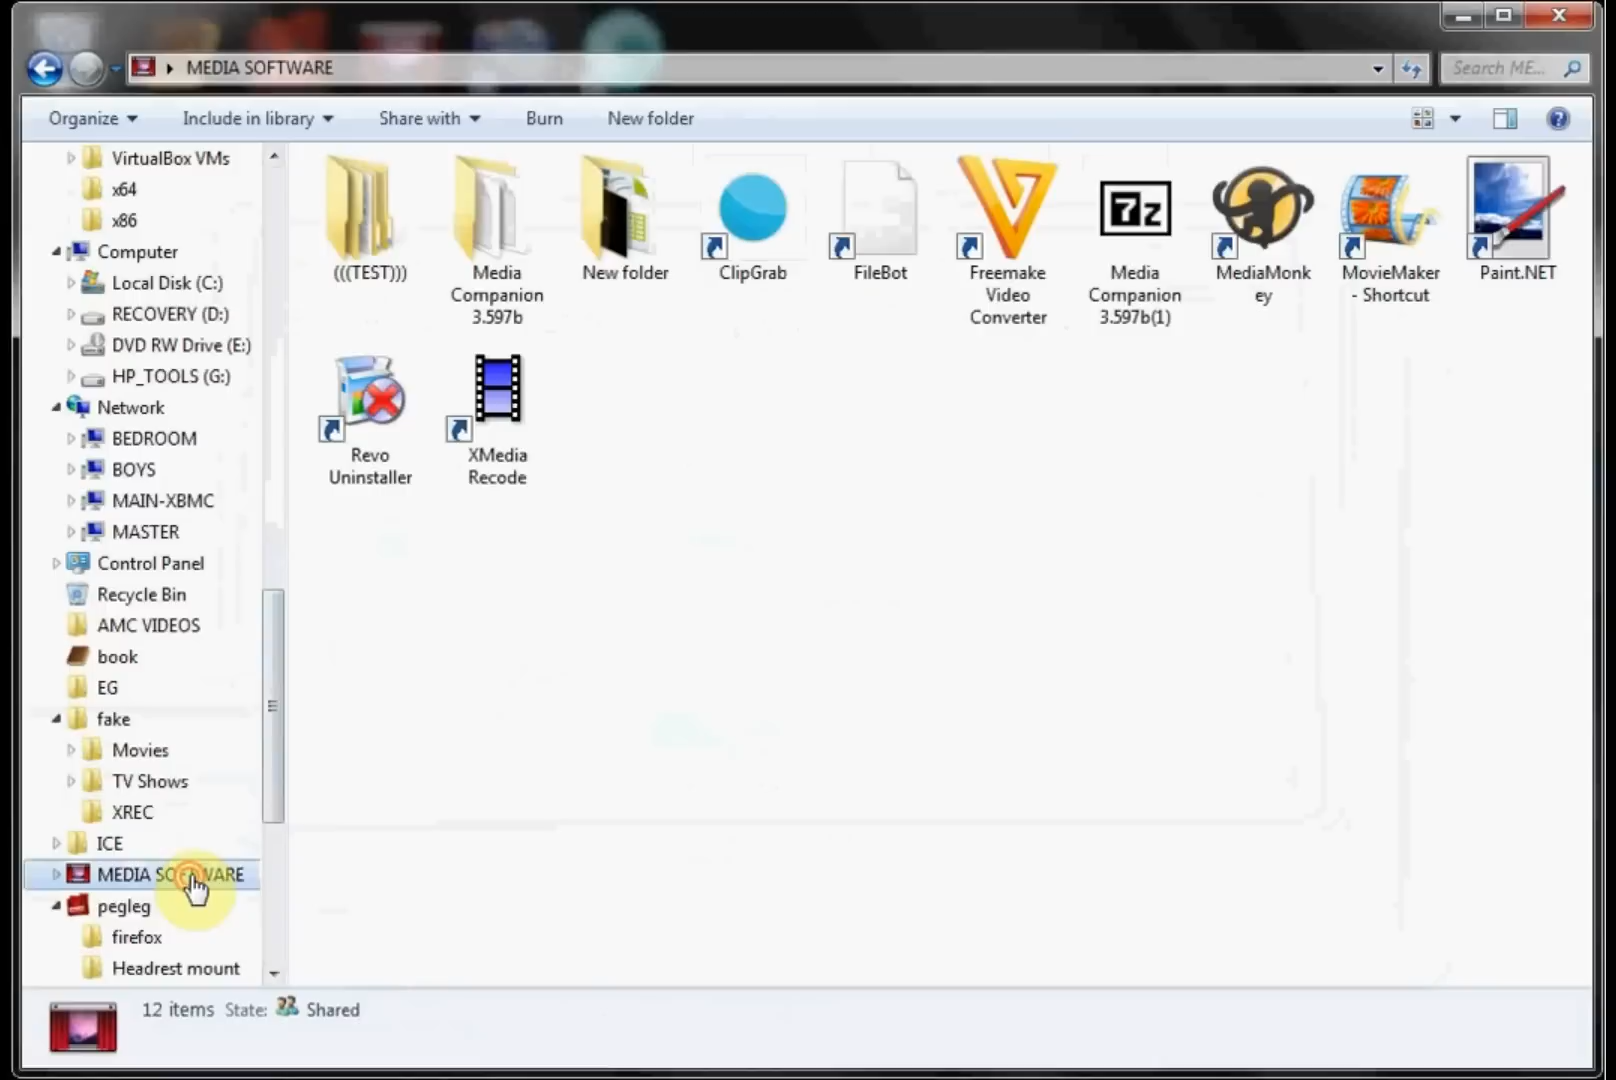 MEDIA SOFTWARE
Search ME...
Organize
Include in library
Share with
Burn
New folder
VirtualBox VMs
x64
x86
Computer
Local Disk (C:)
RECOVERY (D:)
DVD RW Drive (E:)
HP_TOOLS (G:)
Network
BEDROOM
BOYS
MAIN-XBMC
MASTER
Control Panel
Recycle Bin
AMC VIDEOS
book
EG
fake
Movies
TV Shows
XREC
ICE
MEDIA SOFTWARE
pegleg
firefox
Headrest mount
(((TEST)))
Media
Companion
3.597b
New folder
ClipGrab
FileBot
Freemake
Video
Converter
7z
Media
Companion
3.597b(1)
MediaMonk
ey
MovieMaker
- Shortcut
Paint.NET
Revo
Uninstaller
XMedia
Recode
12 items State: Shared